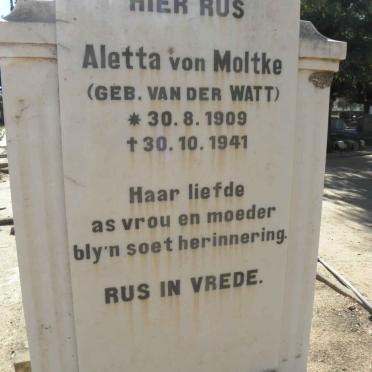 HIER RUS
Aletta von Moltke
(GEB. VAN DER WATT)
* 30.8.1909
† 30.10.1941
Haar liefde
as vrou en moeder
bly'n soet herinnering.
RUS IN VREDE.